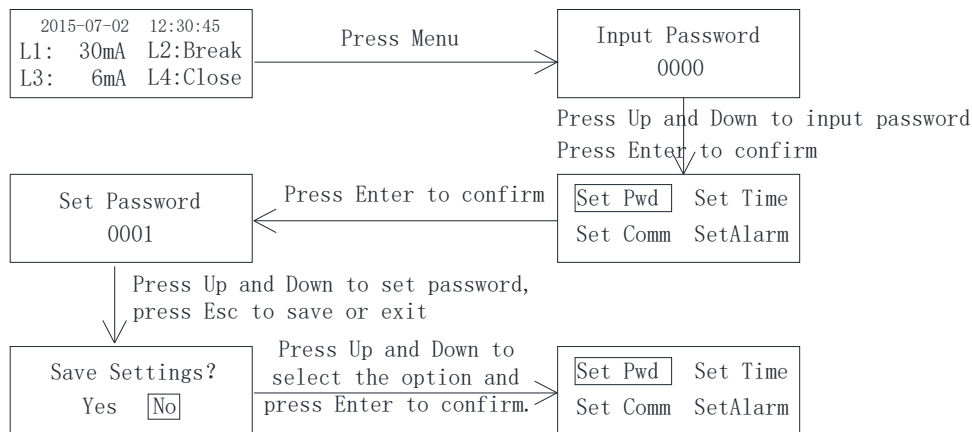 2015-07-02 12:30:45
L1: 30mA L2:Break
L3: 6mA L4:Close
Press Menu
Input Password
0000
Press Up and Down to input password
Press Enter to confirm
Set Pwd Set Time
Set Comm SetAlarm
Press Enter to confirm
Set Password
0001
Press Up and Down to set password,
press Esc to save or exit
Save Settings?
Yes No
Press Up and Down to
select the option and
press Enter to confirm.
Set Pwd Set Time
Set Comm SetAlarm